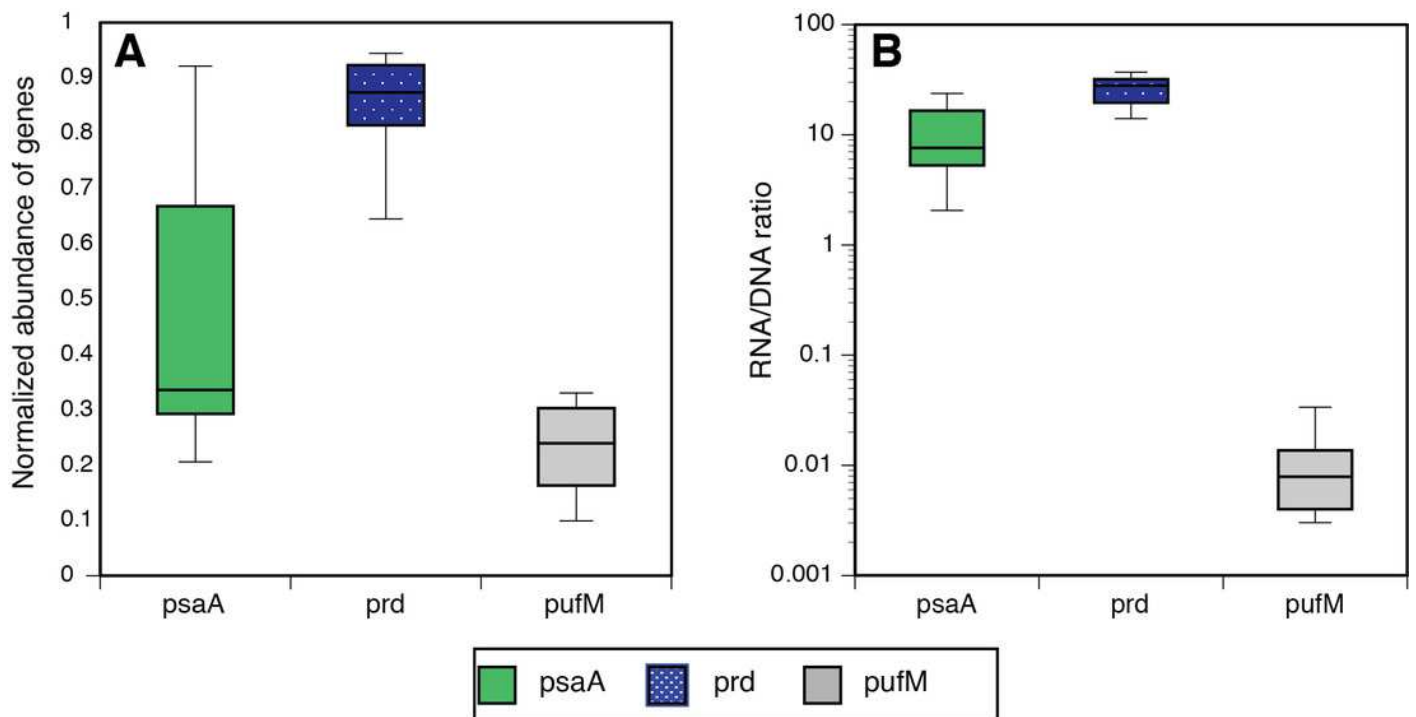 A
Normalized abundance of genes
1
0.9
0.8
0.7
0.6
0.5
0.4
0.3
0.2
0.1
0
psaA prd pufM
B
RNA/DNA ratio
100
10
1
0.1
0.01
0.001
psaA prd pufM
psaA prd pufM